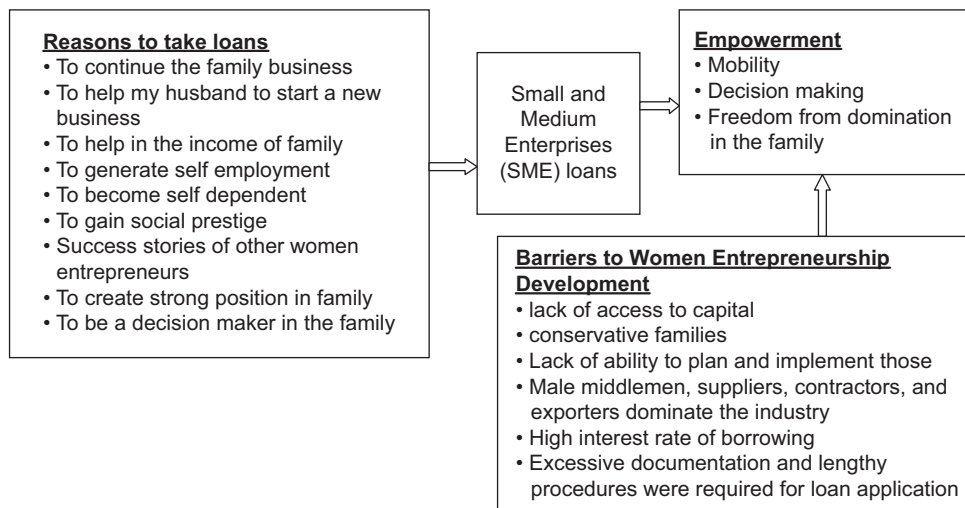 Reasons to take loans
• To continue the family business
• To help my husband to start a new
business
• To help in the income of family
• To generate self employment
• To become self dependent
• To gain social prestige
• Success stories of other women
entrepreneurs
• To create strong position in family
• To be a decision maker in the family
Small and
Medium
Enterprises
(SME) loans
Empowerment
• Mobility
• Decision making
• Freedom from domination
in the family
Barriers to Women Entrepreneurship
Development
• lack of access to capital
• conservative families
• Lack of ability to plan and implement those
• Male middlemen, suppliers, contractors, and
exporters dominate the industry
• High interest rate of borrowing
• Excessive documentation and lengthy
procedures were required for loan application